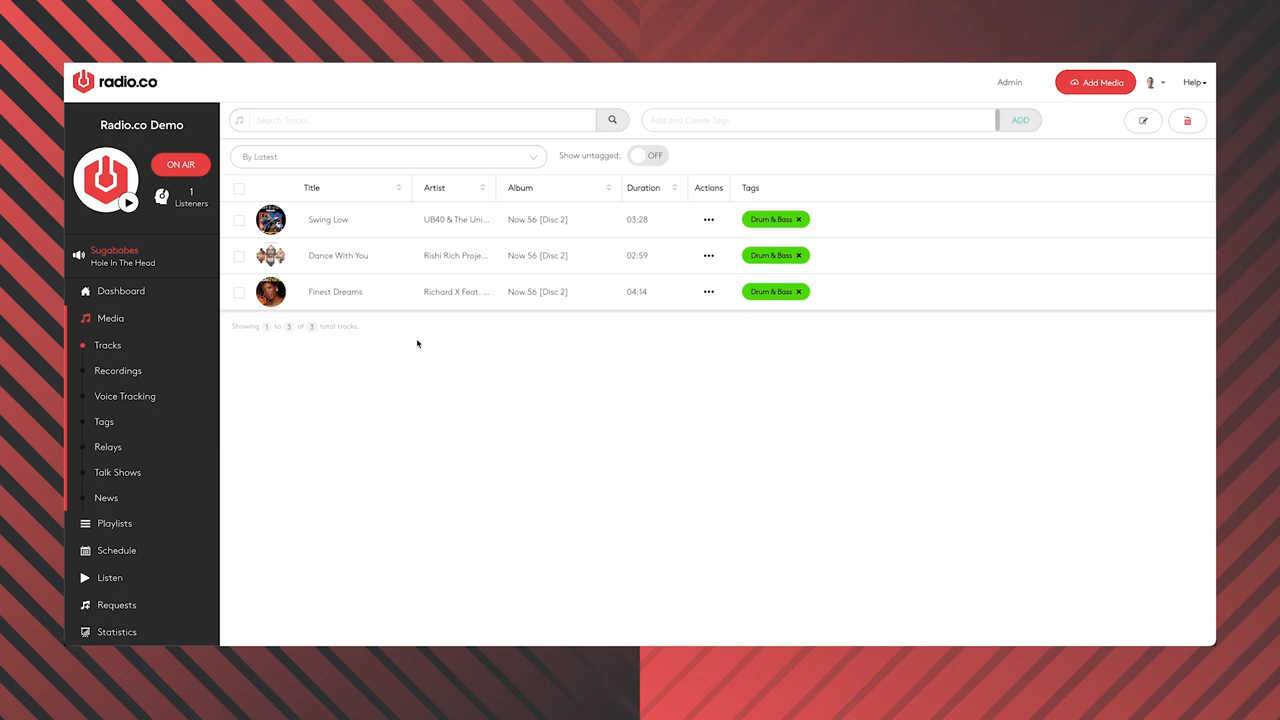 radio.co
Admin
Add Media
Help
Radio.co Demo
ON AIR
1
Listeners
Sugababes
Hole In The Head
Dashboard
Media
Tracks
Recordings
Voice Tracking
Tags
Relays
Talk Shows
News
Playlists
Schedule
Listen
Requests
Statistics
Search Tracks...
Add and Create Tags...
ADD
By Latest
Show untagged:
OFF
Title Artist Album Duration Actions Tags
Swing Low UB40 & The Uni... Now 56 [Disc 2] 03:28 Drum & Bass
Dance With You Rishi Rich Proje... Now 56 [Disc 2] 02:59 Drum & Bass
Finest Dreams Richard X Feat. ... Now 56 [Disc 2] 04:14 Drum & Bass
Showing 1 to 3 of 3 total tracks.